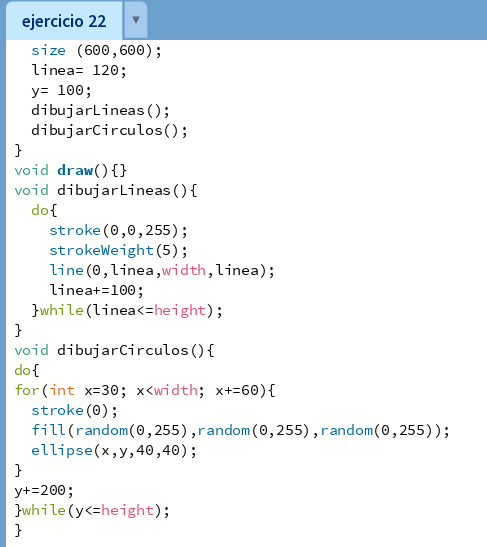 ejercicio 22 ▼
  size (600,600);
  linea= 120;
  y= 100;
  dibujarLineas();
  dibujarCirculos();
}
void draw(){}
void dibujarLineas(){
  do{
    stroke(0,0,255);
    strokeWeight(5);
    line(0,linea,width,linea);
    linea+=100;
  }while(linea<=height);
}
void dibujarCirculos(){
do{
for(int x=30; x<width; x+=60){
  stroke(0);
  fill(random(0,255),random(0,255),random(0,255));
  ellipse(x,y,40,40);
}
y+=200;
}while(y<=height);
}